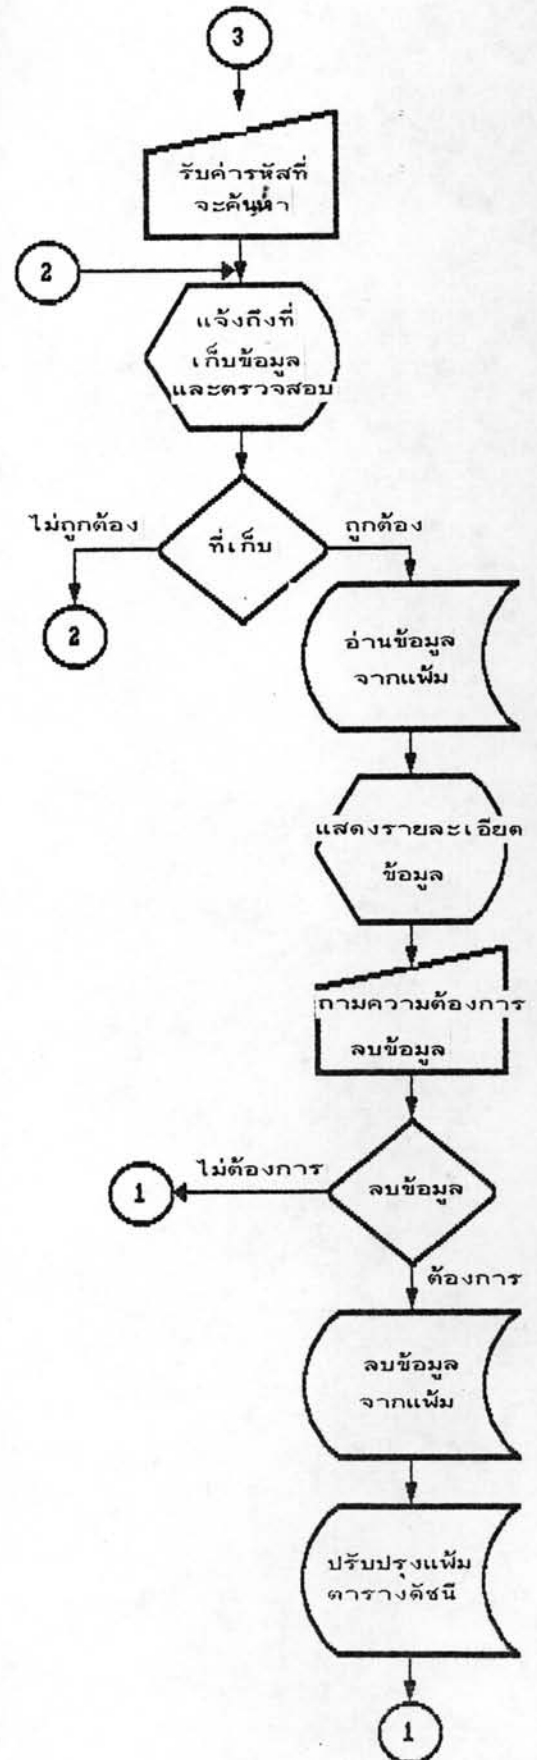 3
รับค่ารหัสที่
จะค้นหา
2
แจ้งถึงที่
เก็บข้อมูล
และตรวจสอบ
ไม่ถูกต้อง
ที่เก็บ
ถูกต้อง
2
อ่านข้อมูล
จากแฟ้ม
แสดงรายละเอียด
ข้อมูล
ถามความต้องการ
ลบข้อมูล
ไม่ต้องการ
1
ลบข้อมูล
ต้องการ
ลบข้อมูล
จากแฟ้ม
ปรับปรุงแฟ้ม
ตารางดัชนี
1